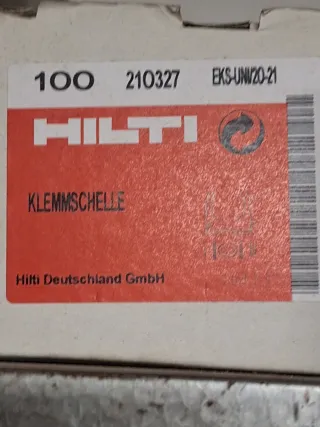 100 210327 EKS-UNI/20-21
HILTI
KLEMMSCHELLE
Hilti Deutschland GmbH